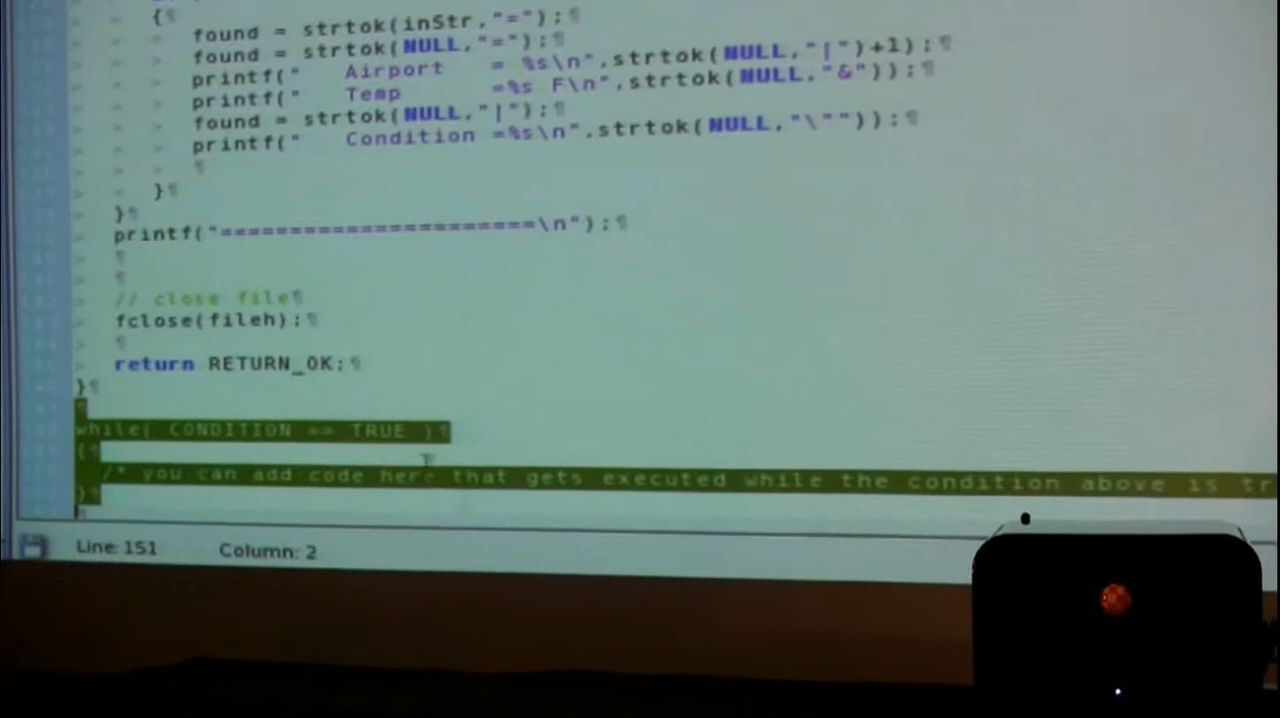 {
found = strtok(inStr,"=");
found = strtok(NULL,"=");
printf("    Airport    = %s\n",strtok(NULL,"|")+1);
printf("    Temp       =%s F\n",strtok(NULL,"&"));
found = strtok(NULL,"|");
printf("    Condition =%s\n",strtok(NULL,"\""));
}
}
printf("=======================\n");
// close file
fclose(fileh);
return RETURN_OK;
}
while( CONDITION == TRUE )
{
/* you can add code here that gets executed while the condition above is tr
}
Line: 151 Column: 2